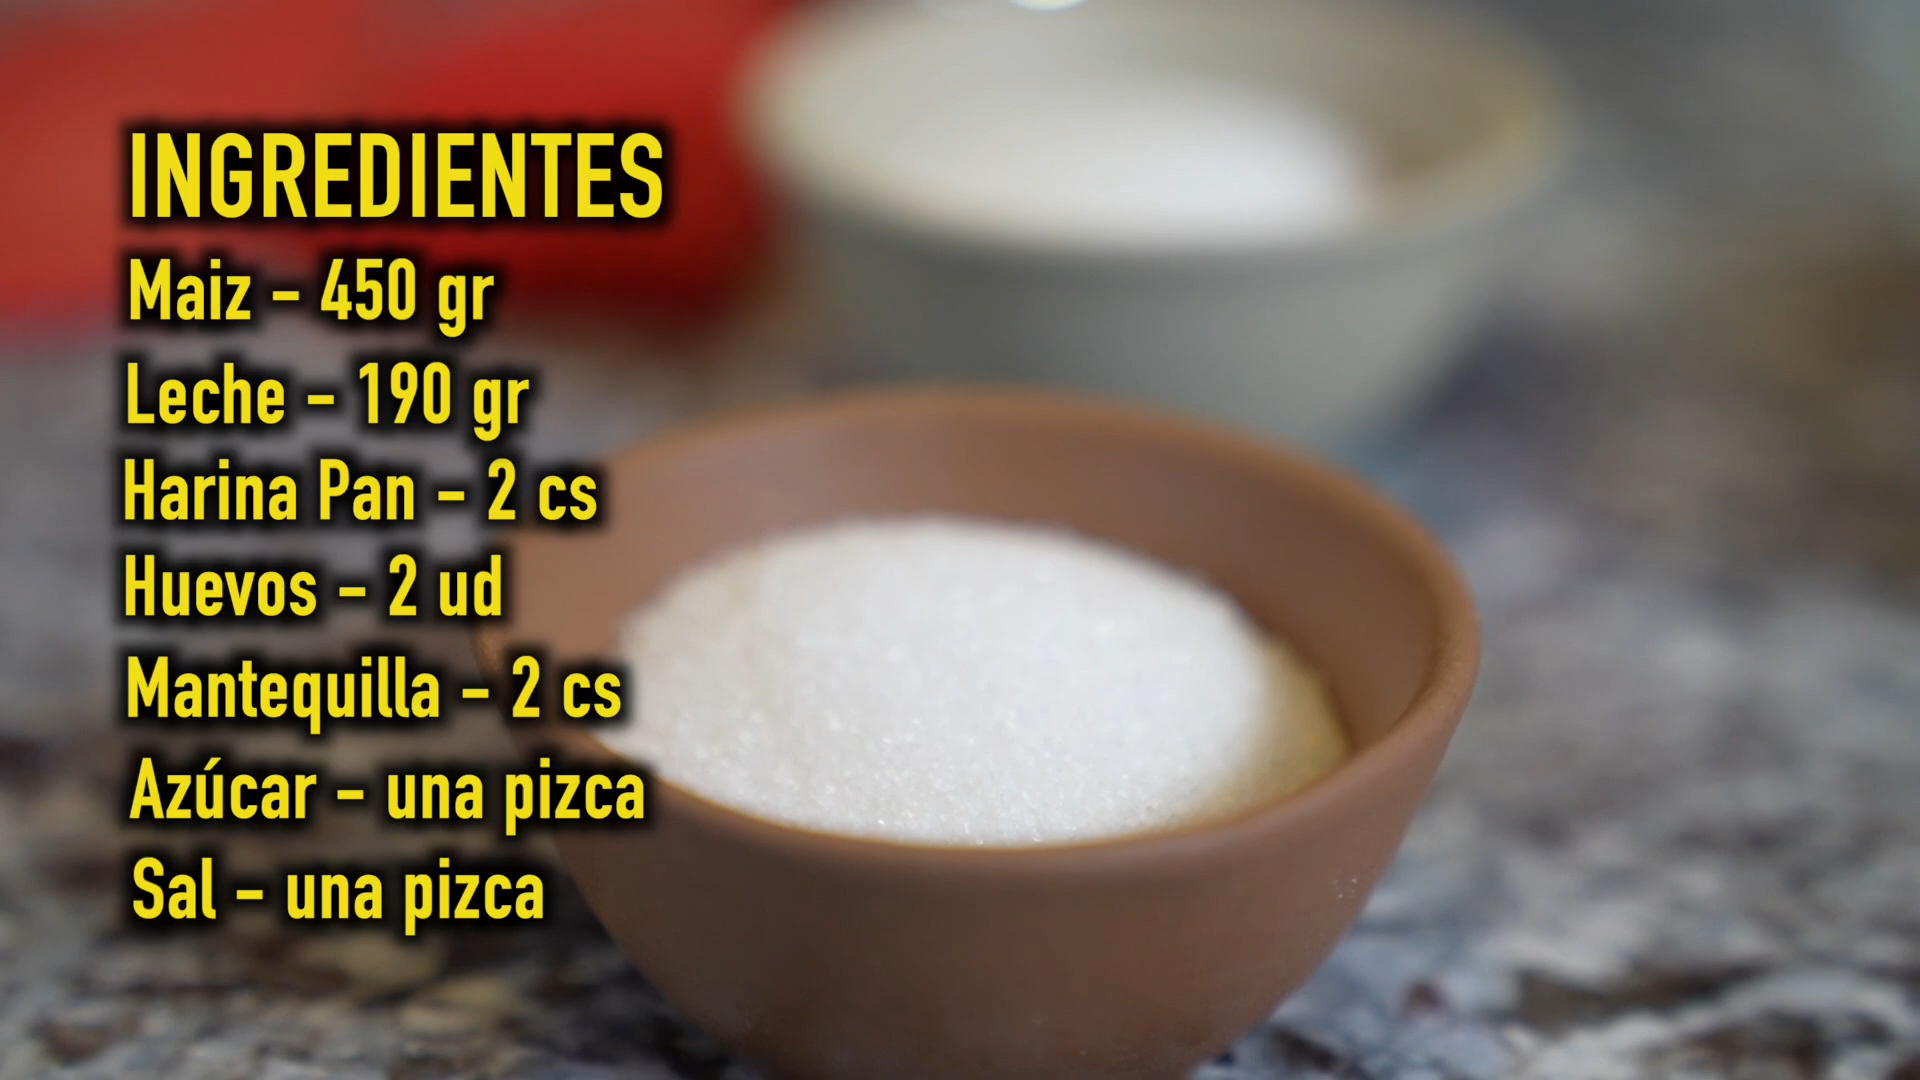 INGREDIENTES
Maiz - 450 gr
Leche - 190 gr
Harina Pan - 2 cs
Huevos - 2 ud
Mantequilla - 2 cs
Azúcar - una pizca
Sal - una pizca